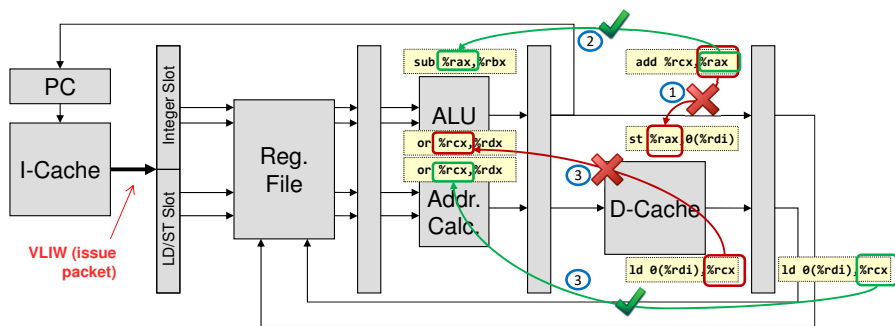 2
sub %rax,%rbx
add %rcx,%rax
1
PC
Integer Slot
ALU
st %rax,0(%rdi)
or %rcx,%rdx
I-Cache
Reg.
File
or %rcx,%rdx
3
LD/ST Slot
Addr.
Calc.
D-Cache
VLIW (issue
packet)
ld 0(%rdi),%rcx
ld 0(%rdi),%rcx
3